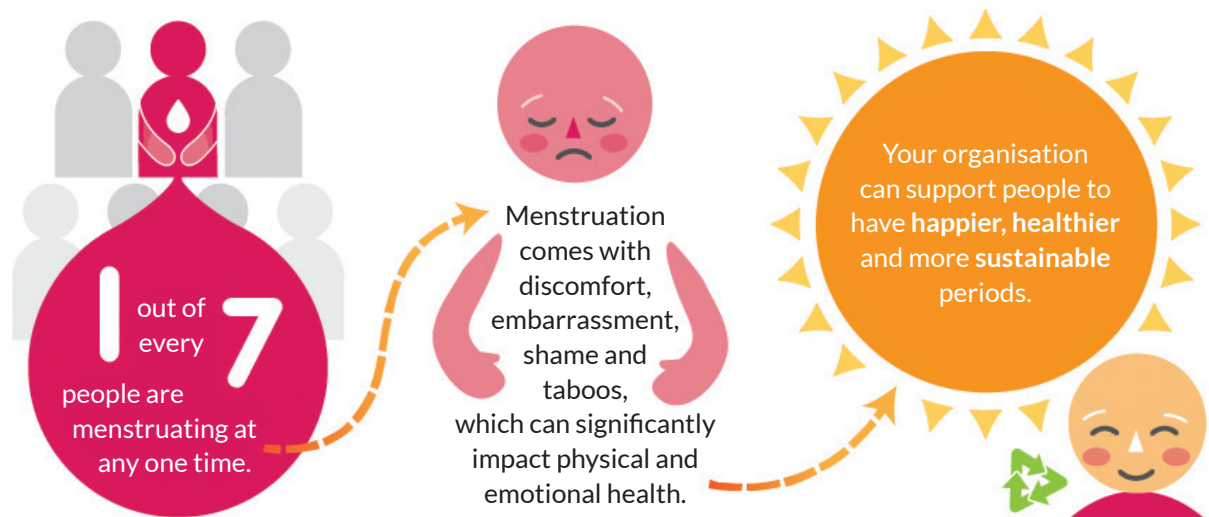 1 out of 7
every
people are
menstruating at
any one time.
Menstruation
comes with
discomfort,
embarrassment,
shame and
taboos,
which can significantly
impact physical and
emotional health.
Your organisation
can support people to
have happier, healthier
and more sustainable
periods.